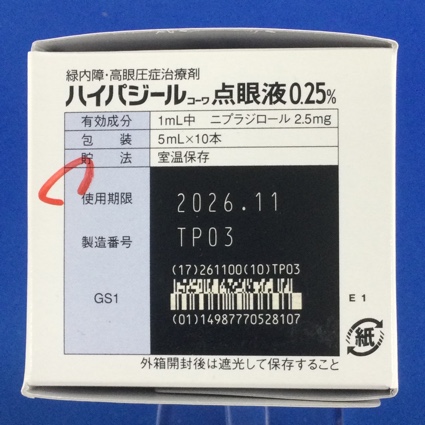 緑内障・高眼圧症治療剤
ハイパジールコーワ点眼液0.25%
有効成分 1mL中 ニプラジロール 2.5mg
包装 5mL×10本
貯法 室温保存
使用期限 2026.11
製造番号 TP03
(17)261100(10)TP03
GS1
(01)14987770528107
E 1
紙
外箱開封後は遮光して保存すること